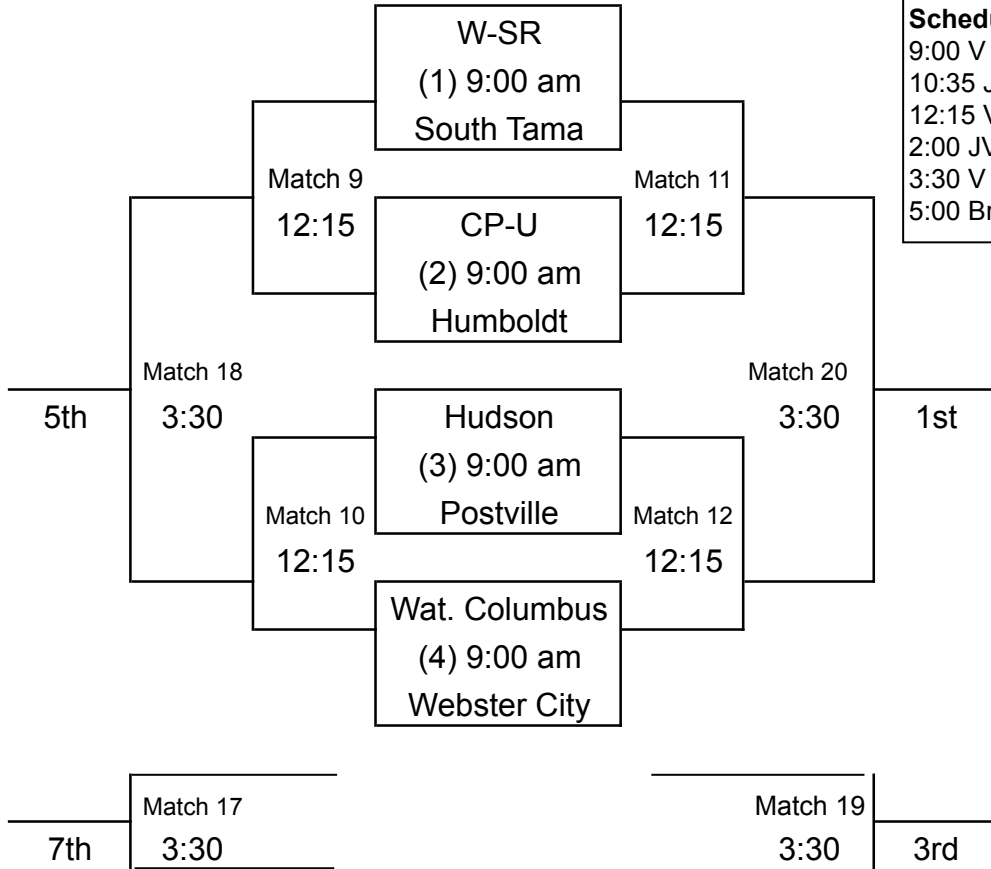 W-SR
(1) 9:00 am
South Tama
9:00 V
10:35
12:15
2:00
3:30 V
5:00
Match 9
12:15
Match 11
12:15
CP-U
(2) 9:00 am
Humboldt
Match 18
3:30
5th
Match 20
3:30
1st
Hudson
(3) 9:00 am
Postville
Match 10
12:15
Match 12
12:15
Wat. Columbus
(4) 9:00 am
Webster City
Match 17
3:30
7th
Match 19
3:30
3rd